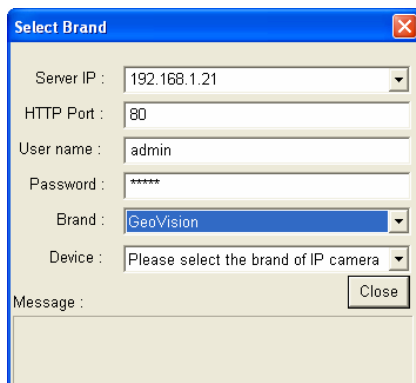 Select Brand
Server IP : 192.168.1.21
HTTP Port : 80
User name : admin
Password : *****
Brand : GeoVision
Device : Please select the brand of IP camera
Close
Message :